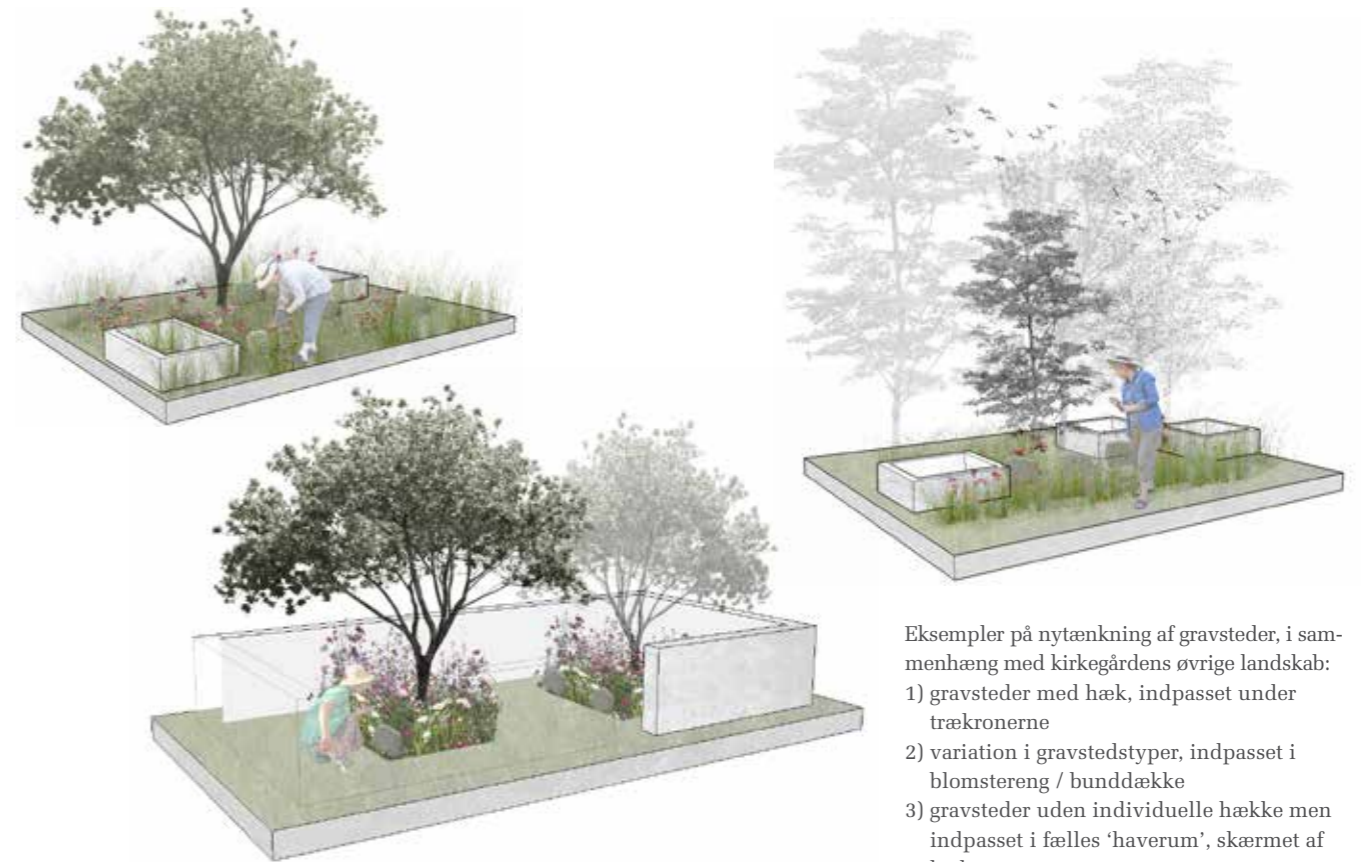 Eksempler på nytænkning af gravsteder, i sam-
menhæng med kirkegårdens øvrige landskab:
1) gravsteder med hæk, indpasset under
trækronerne
2) variation i gravstedstyper, indpasset i
blomstereng / bunddække
3) gravsteder uden individuelle hække men
indpasset i fælles ‘haverum’, skærmet af